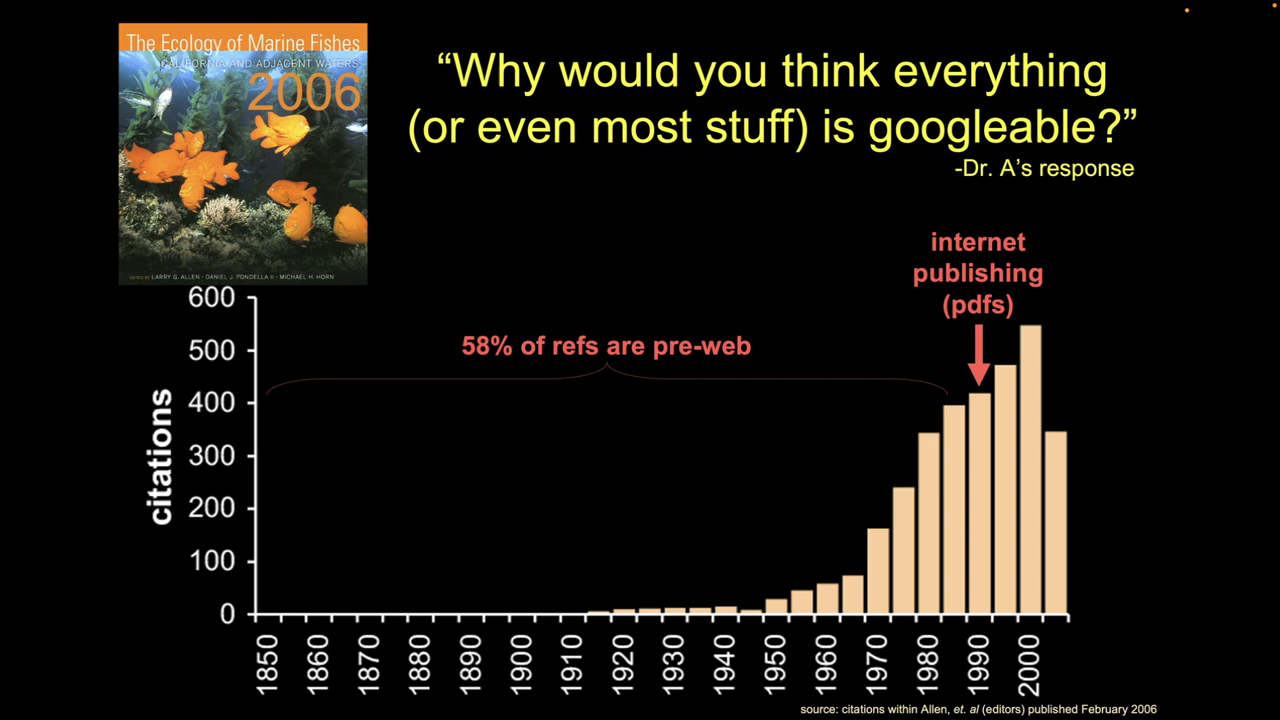 The Ecology of Marine Fishes
CALIFORNIA AND ADJACENT WATERS
2006
EDITED BY LARRY G. ALLEN · DANIEL J. PONDELLA II · MICHAEL H. HORN
“Why would you think everything
(or even most stuff) is googleable?”
-Dr. A’s response
internet
publishing
(pdfs)
58% of refs are pre-web
citations
600
500
400
300
200
100
0
1850
1860
1870
1880
1890
1900
1910
1920
1930
1940
1950
1960
1970
1980
1990
2000
source: citations within Allen, et. al (editors) published February 2006